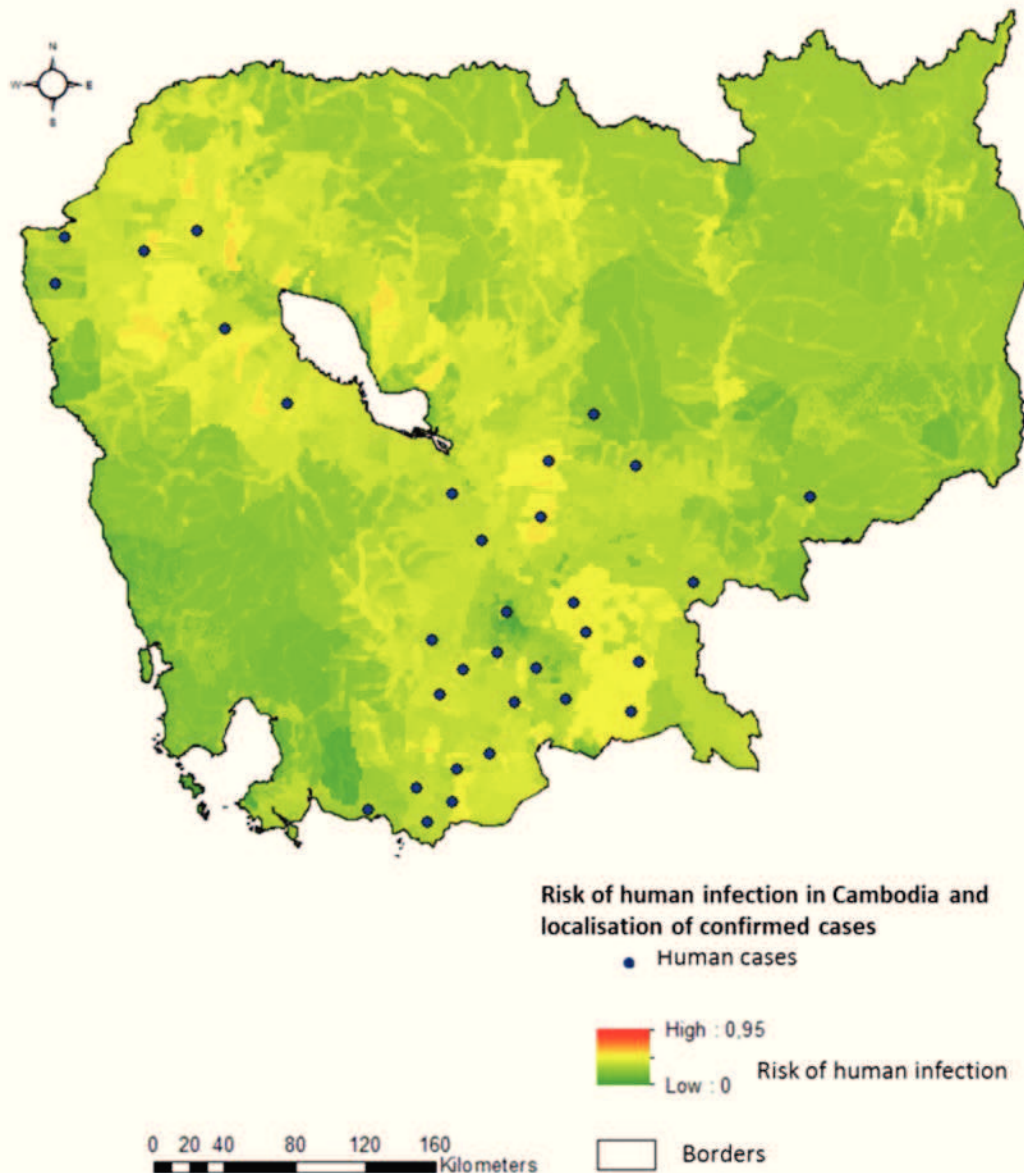 N
W E
S
Risk of human infection in Cambodia and
localisation of confirmed cases
Human cases
High : 0,95
Risk of human infection
Low : 0
0 20 40 80 120 160
Kilometers
Borders